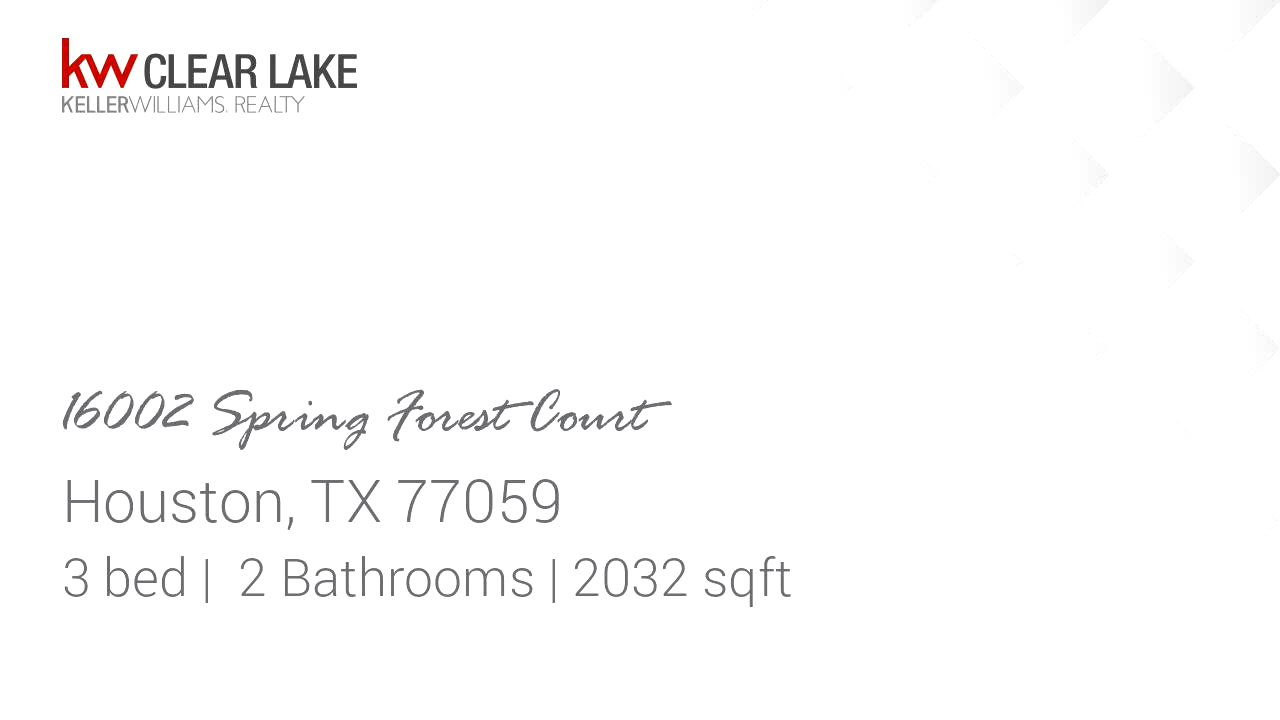 kw CLEAR LAKE
KELLERWILLIAMS. REALTY
16002 Spring Forest Court
Houston, TX 77059
3 bed | 2 Bathrooms | 2032 sqft